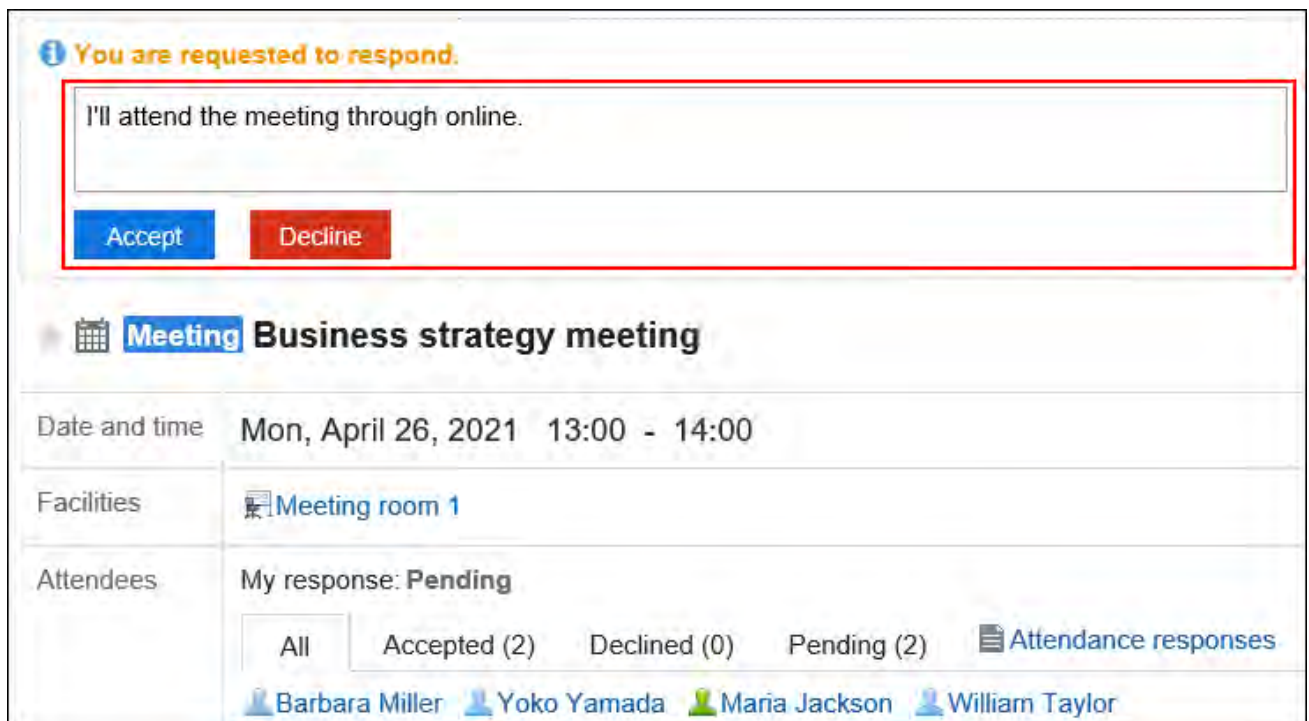 You are requested to respond.
I'll attend the meeting through online.
Accept Decline
Meeting Business strategy meeting
Date and time Mon, April 26, 2021 13:00 - 14:00
Facilities Meeting room 1
Attendees My response: Pending
All Accepted (2) Declined (0) Pending (2) Attendance responses
Barbara Miller Yoko Yamada Maria Jackson William Taylor